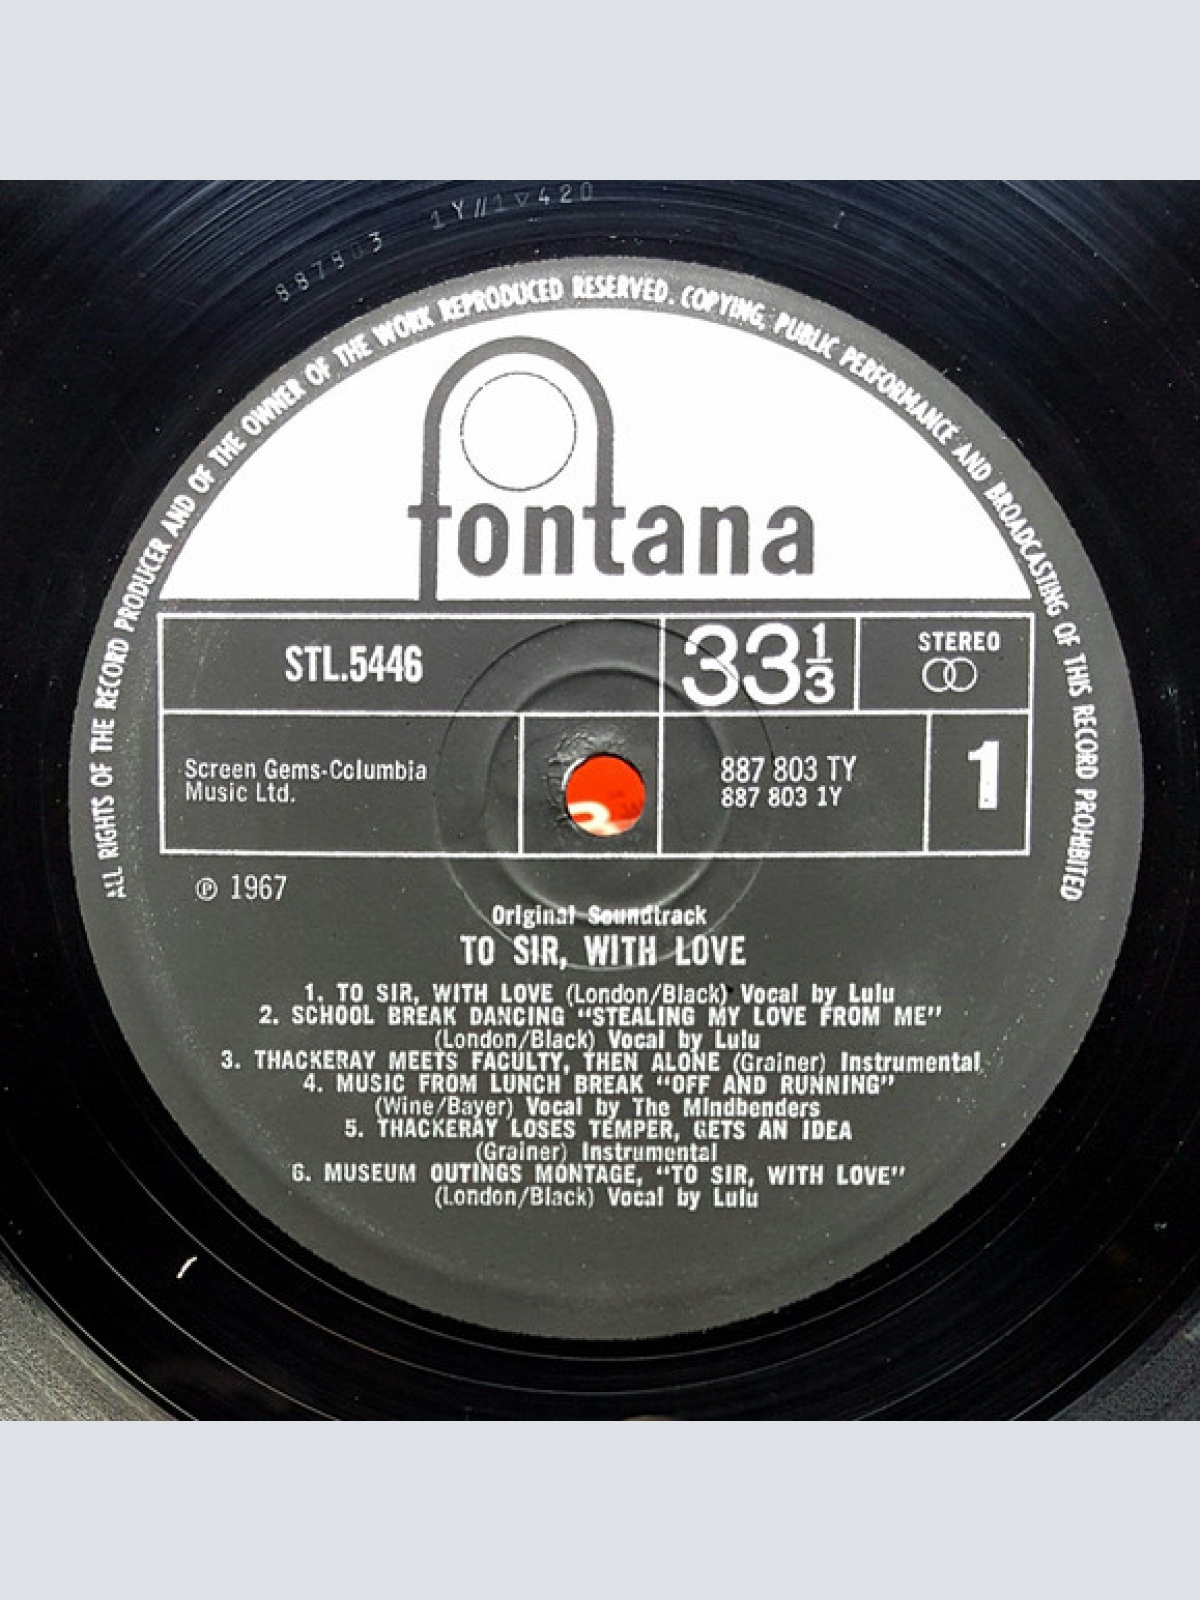 887803 1Y//1▽420
1
ALL RIGHTS OF THE RECORD PRODUCER AND OF THE OWNER OF THE WORK REPRODUCED RESERVED. COPYING, PUBLIC PERFORMANCE AND BROADCASTING OF THIS RECORD PROHIBITED
fontana
STL.5446
33 1/3
STEREO
Screen Gems-Columbia
Music Ltd.
887 803 TY
887 803 1Y
1
℗ 1967
Original Soundtrack
TO SIR, WITH LOVE
1. TO SIR, WITH LOVE (London/Black) Vocal by Lulu
2. SCHOOL BREAK DANCING “STEALING MY LOVE FROM ME”
(London/Black) Vocal by Lulu
3. THACKERAY MEETS FACULTY, THEN ALONE (Grainer) Instrumental
4. MUSIC FROM LUNCH BREAK “OFF AND RUNNING”
(Wine/Bayer) Vocal by The Mindbenders
5. THACKERAY LOSES TEMPER, GETS AN IDEA
(Grainer) Instrumental
6. MUSEUM OUTINGS MONTAGE, “TO SIR, WITH LOVE”
(London/Black) Vocal by Lulu